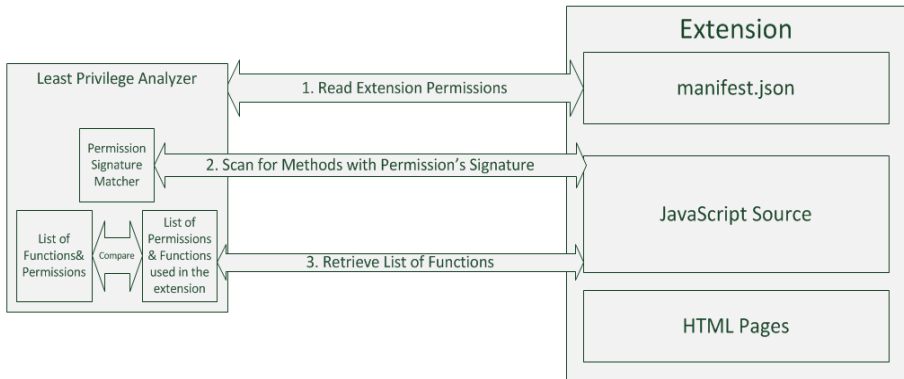 Extension
Least Privilege Analyzer
1. Read Extension Permissions
manifest.json
Permission
Signature
Matcher
2. Scan for Methods with Permission's Signature
JavaScript Source
List of
Functions&
Permissions
Compare
List of
Permissions
& Functions
used in the
extension
3. Retrieve List of Functions
HTML Pages